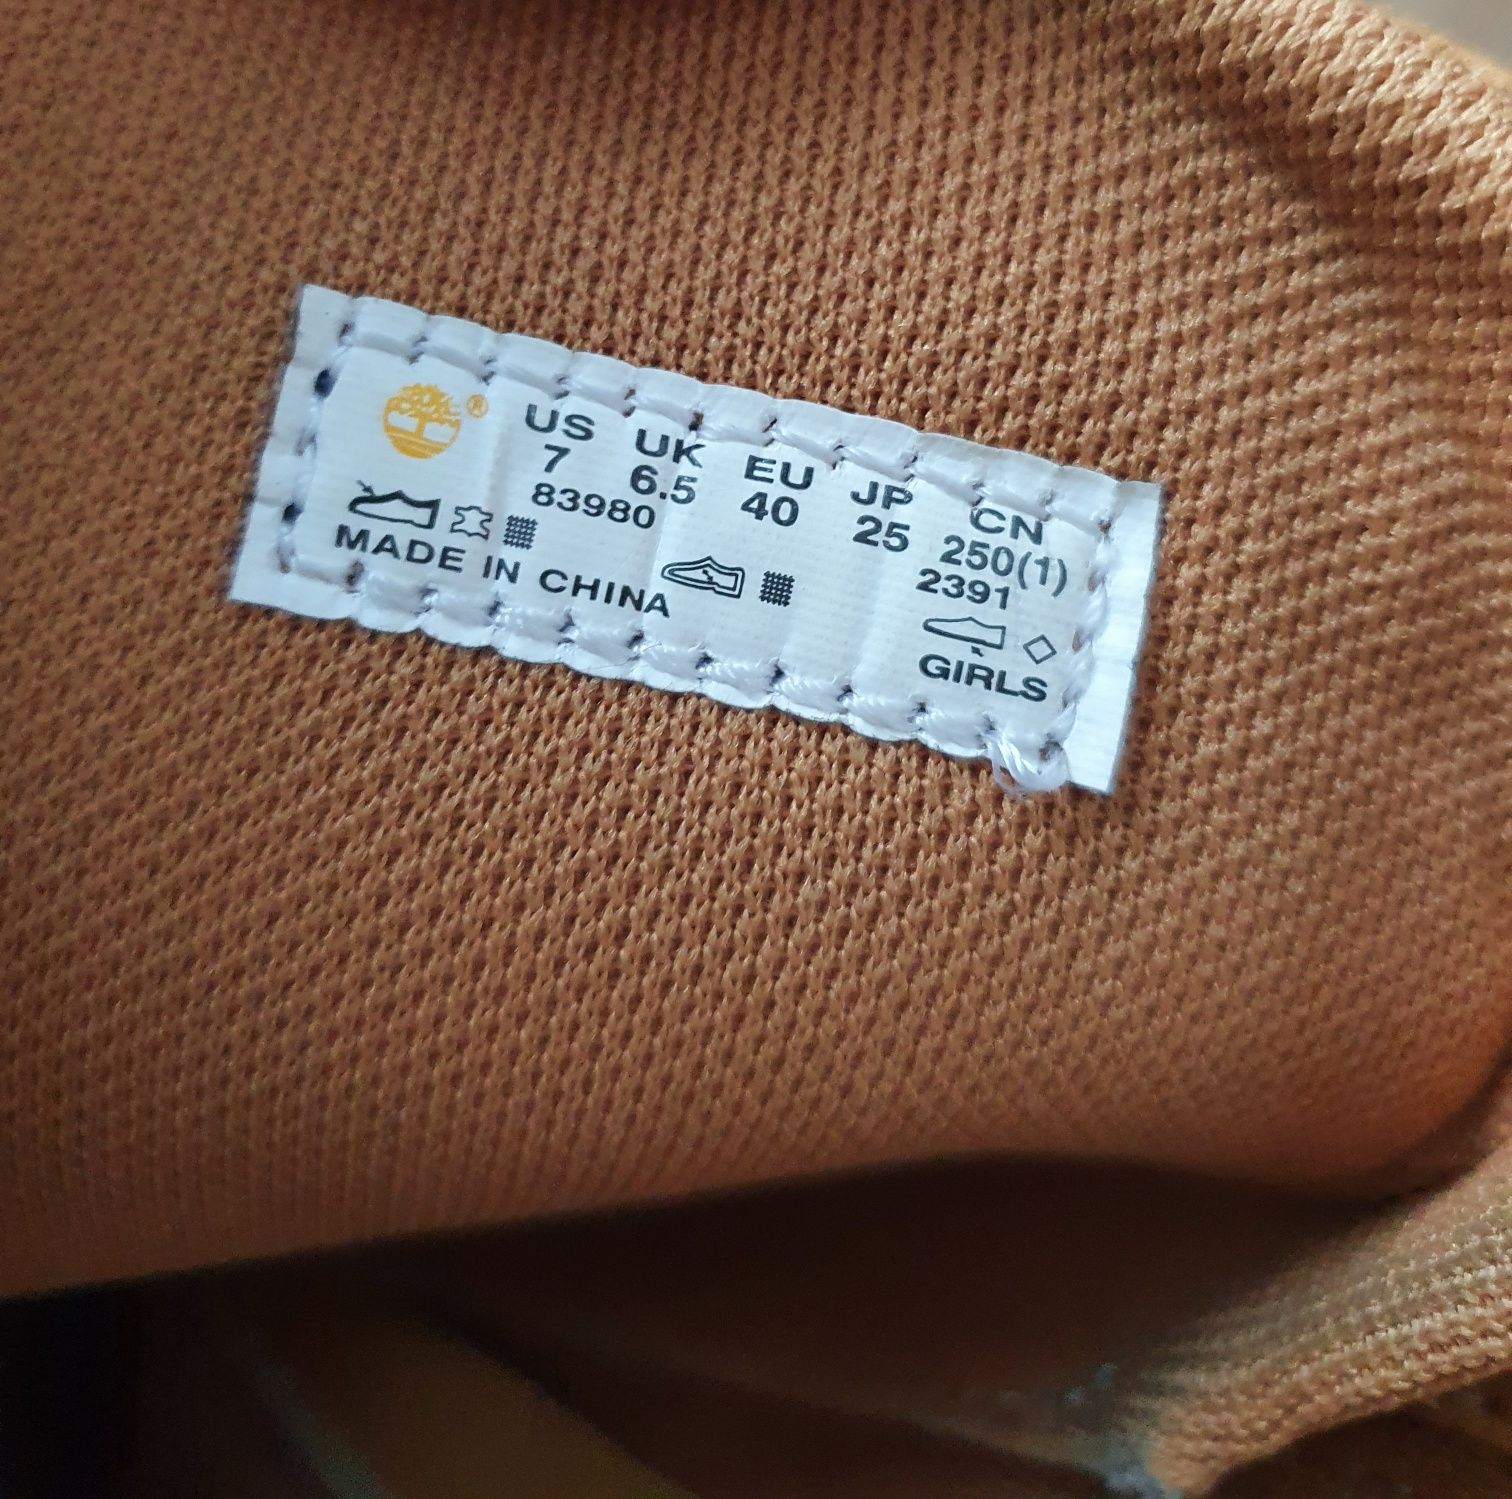 ® US UK EU JP CN
7 6.5 40 25 250(1)
83980 2391
MADE IN CHINA GIRLS